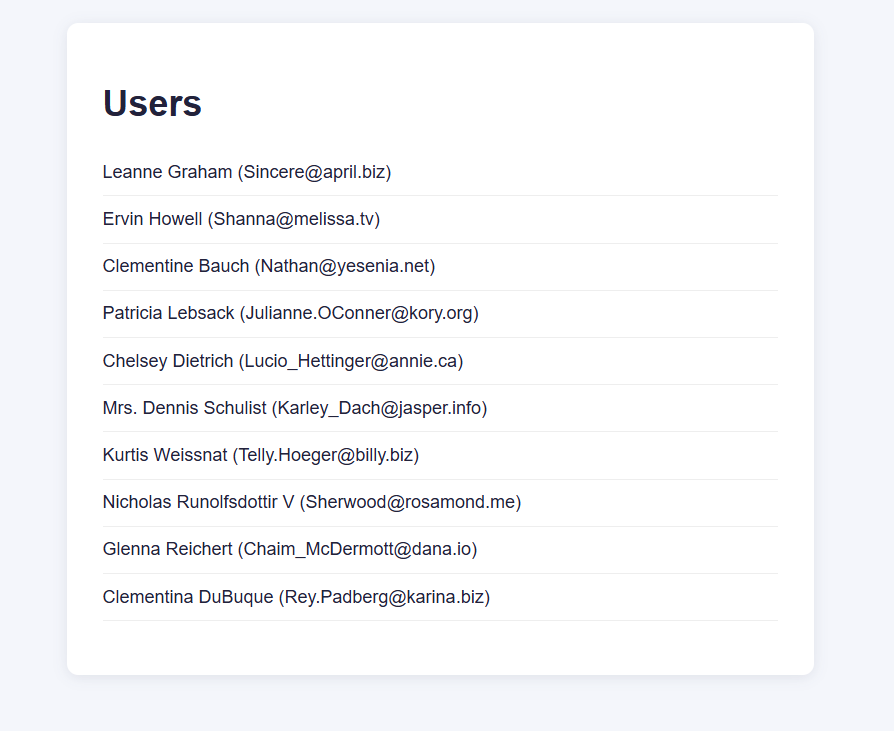 Users
Leanne Graham (Sincere@april.biz)
Ervin Howell (Shanna@melissa.tv)
Clementine Bauch (Nathan@yesenia.net)
Patricia Lebsack (Julianne.OConner@kory.org)
Chelsey Dietrich (Lucio_Hettinger@annie.ca)
Mrs. Dennis Schulist (Karley_Dach@jasper.info)
Kurtis Weissnat (Telly.Hoeger@billy.biz)
Nicholas Runolfsdottir V (Sherwood@rosamond.me)
Glenna Reichert (Chaim_McDermott@dana.io)
Clementina DuBuque (Rey.Padberg@karina.biz)